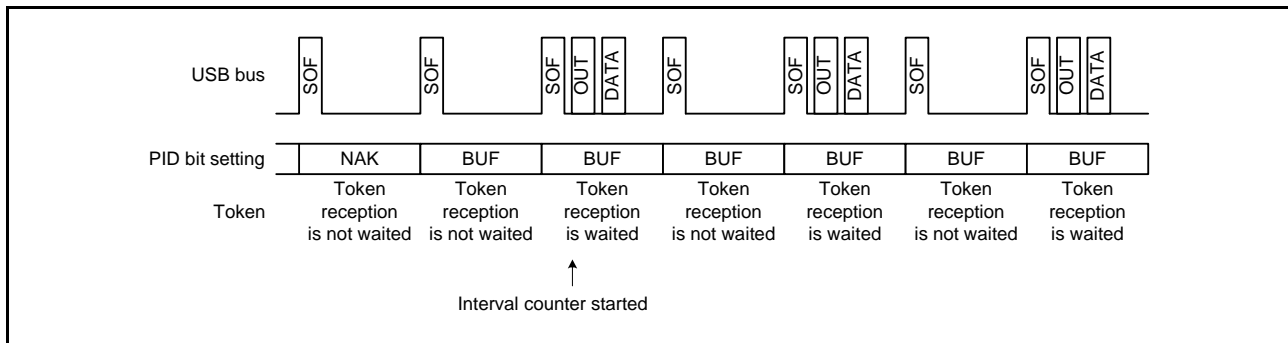 USB bus
SOF SOF SOF OUT DATA SOF SOF OUT DATA SOF SOF OUT DATA
PID bit setting NAK BUF BUF BUF BUF BUF BUF
Token
Token reception is not waited
Token reception is not waited
Token reception is waited
Token reception is not waited
Token reception is waited
Token reception is not waited
Token reception is waited
Interval counter started